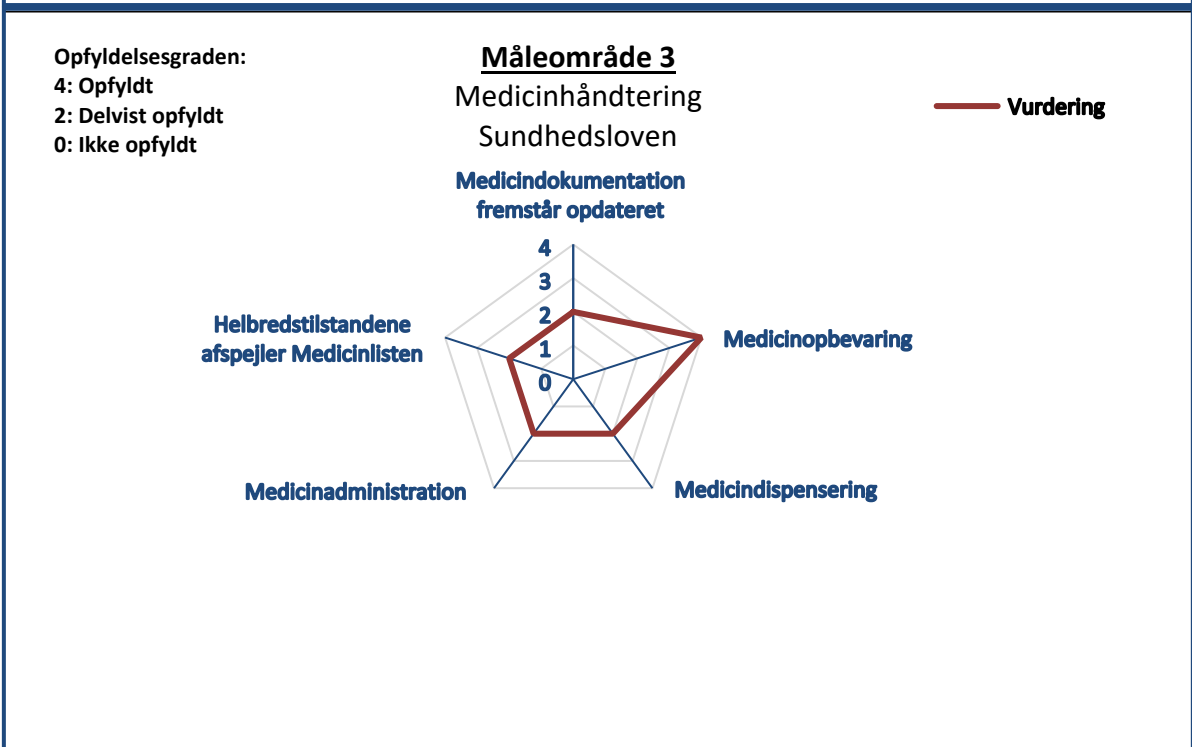 Opfyldelsesgraden:
4: Opfyldt
2: Delvist opfyldt
0: Ikke opfyldt
Måleområde 3
Medicinhåndtering
Sundhedsloven
Vurdering
Medicindokumentation
fremstår opdateret
4
3
2
1
0
Helbredstilstandene
afspejler Medicinlisten
Medicinopbevaring
Medicinadministration
Medicindispensering